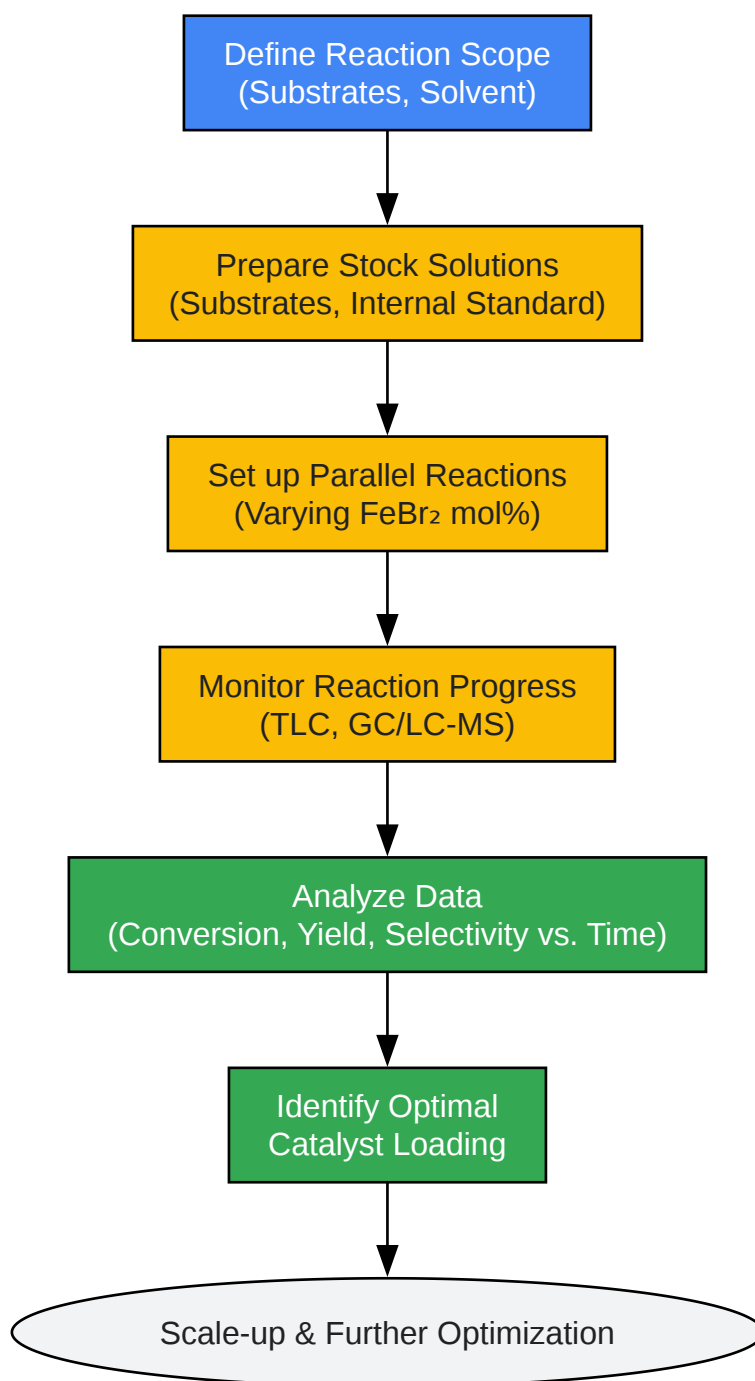 Define Reaction Scope
(Substrates, Solvent)
Prepare Stock Solutions
(Substrates, Internal Standard)
Set up Parallel Reactions
(Varying FeBr₂ mol%)
Monitor Reaction Progress
(TLC, GC/LC-MS)
Analyze Data
(Conversion, Yield, Selectivity vs. Time)
Identify Optimal
Catalyst Loading
Scale-up & Further Optimization